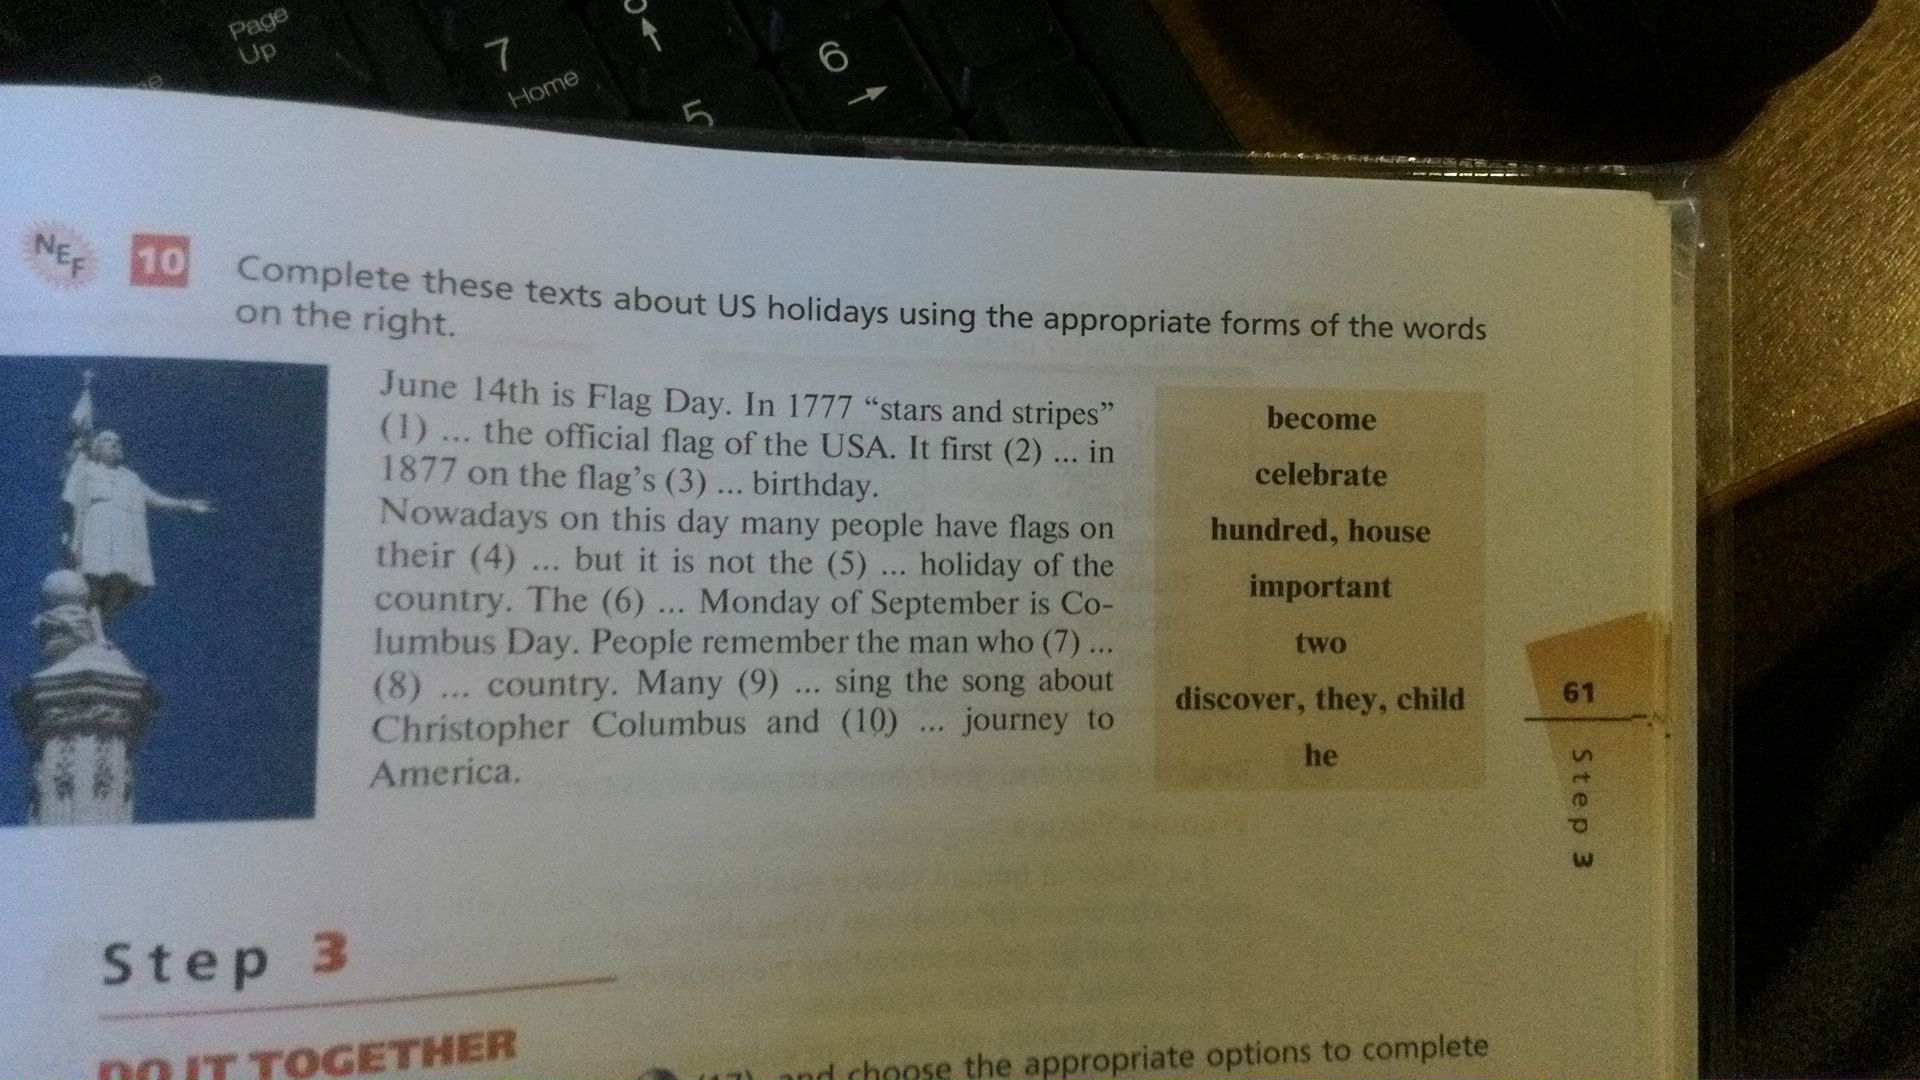 Page
Up
7
Home
5
6
NEF
10 Complete these texts about US holidays using the appropriate forms of the words
on the right.
June 14th is Flag Day. In 1777 “stars and stripes”
(1) ... the official flag of the USA. It first (2) ... in
1877 on the flag’s (3) ... birthday.
Nowadays on this day many people have flags on
their (4) ... but it is not the (5) ... holiday of the
country. The (6) ... Monday of September is Co-
lumbus Day. People remember the man who (7) ...
(8) ... country. Many (9) ... sing the song about
Christopher Columbus and (10) ... journey to
America.
become
celebrate
hundred, house
important
two
discover, they, child
he
61
Step 3
Step 3
DO IT TOGETHER
(17), and choose the appropriate options to complete